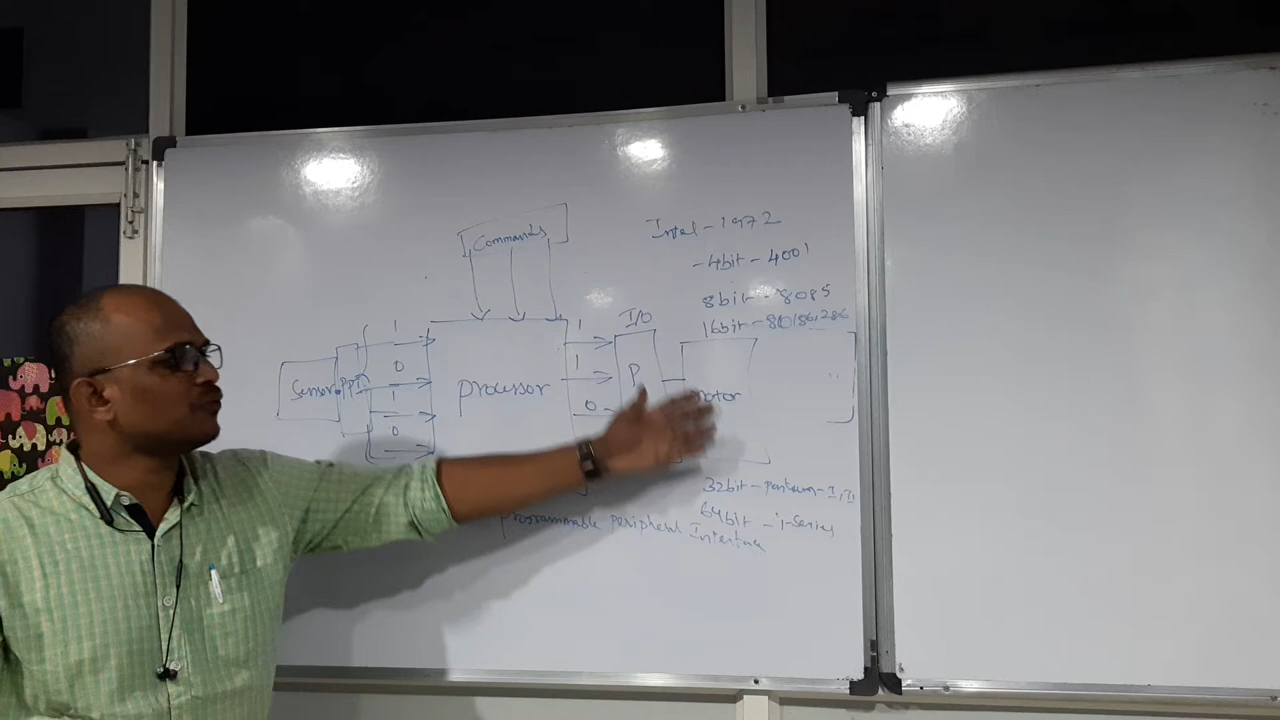 Intel - 1972
Commands
- 4bit - 4001
8bit - 8085
16bit - 80186,286
I/O
1
1
0
1
Sensor
PPI
1
processor
P
motor
0
0
32bit - pentium - I, II
64bit - i-series
programmable peripheral Interface